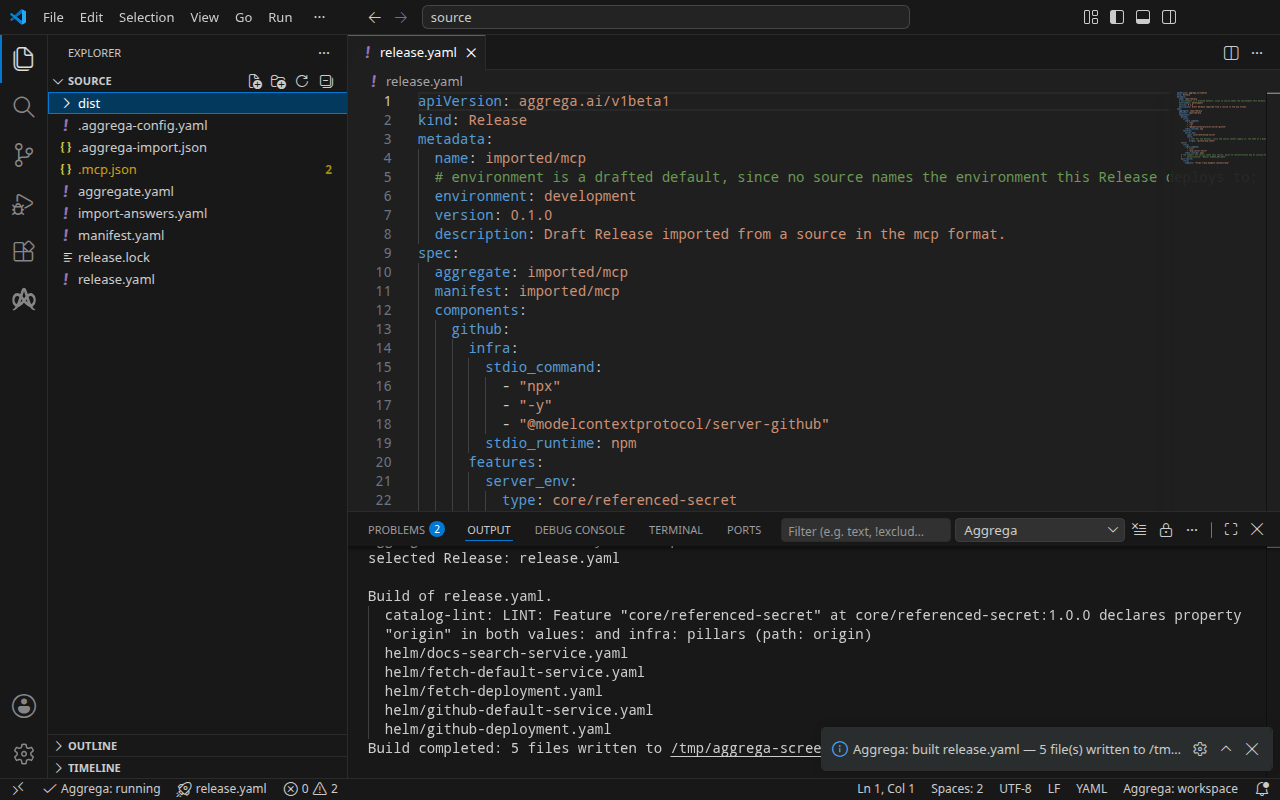 File Edit Selection View Go Run ···
source
EXPLORER
SOURCE
dist
.aggrega-config.yaml
.aggrega-import.json
.mcp.json 2
aggregate.yaml
import-answers.yaml
manifest.yaml
release.lock
release.yaml
OUTLINE
TIMELINE
release.yaml
release.yaml
1 apiVersion: aggrega.ai/v1beta1
2 kind: Release
3 metadata:
4 name: imported/mcp
5 # environment is a drafted default, since no source names the environment this Release deploys to.
6 environment: development
7 version: 0.1.0
8 description: Draft Release imported from a source in the mcp format.
9 spec:
10 aggregate: imported/mcp
11 manifest: imported/mcp
12 components:
13 github:
14 infra:
15 stdio_command:
16 - "npx"
17 - "-y"
18 - "@modelcontextprotocol/server-github"
19 stdio_runtime: npm
20 features:
21 server_env:
22 type: core/referenced-secret
PROBLEMS 2 OUTPUT DEBUG CONSOLE TERMINAL PORTS
Filter (e.g. text, !exclud...
Aggrega
selected Release: release.yaml
Build of release.yaml.
catalog-lint: LINT: Feature "core/referenced-secret" at core/referenced-secret:1.0.0 declares property
"origin" in both values: and infra: pillars (path: origin)
helm/docs-search-service.yaml
helm/fetch-default-service.yaml
helm/fetch-deployment.yaml
helm/github-default-service.yaml
helm/github-deployment.yaml
Build completed: 5 files written to /tmp/aggrega-scree
Aggrega: built release.yaml — 5 file(s) written to /tm...
Aggrega: running release.yaml 0 2
Ln 1, Col 1 Spaces: 2 UTF-8 LF YAML Aggrega: workspace